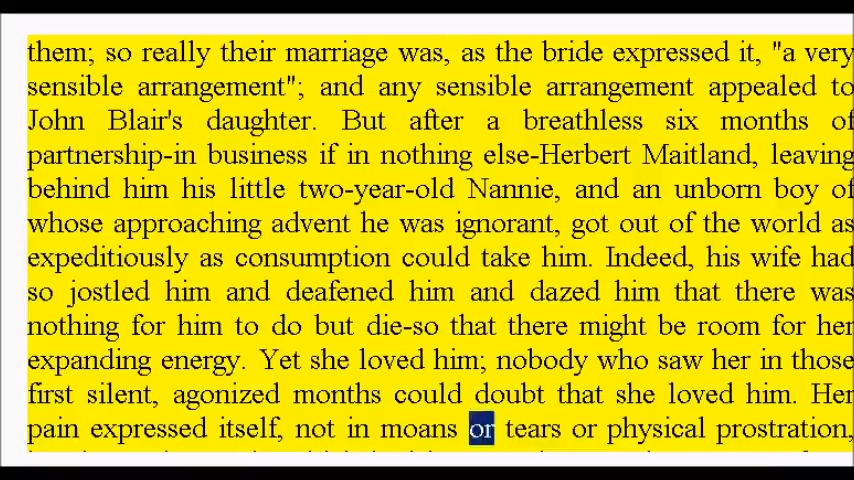 them; so really their marriage was, as the bride expressed it, "a very
sensible arrangement"; and any sensible arrangement appealed to
John Blair's daughter. But after a breathless six months of
partnership-in business if in nothing else-Herbert Maitland, leaving
behind him his little two-year-old Nannie, and an unborn boy of
whose approaching advent he was ignorant, got out of the world as
expeditiously as consumption could take him. Indeed, his wife had
so jostled him and deafened him and dazed him that there was
nothing for him to do but die-so that there might be room for her
expanding energy. Yet she loved him; nobody who saw her in those
first silent, agonized months could doubt that she loved him. Her
pain expressed itself, not in moans or tears or physical prostration,